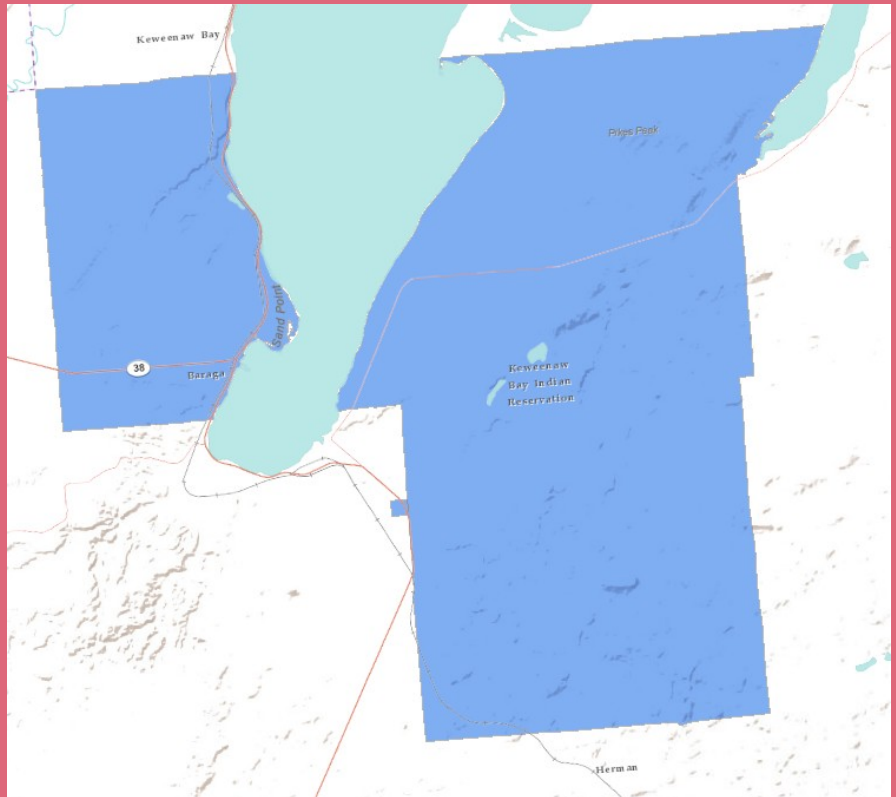 Keweenaw Bay
Pikes Peak
Sand Point
38
Baraga
Keweenaw
Bay Indian
Reservation
Herman